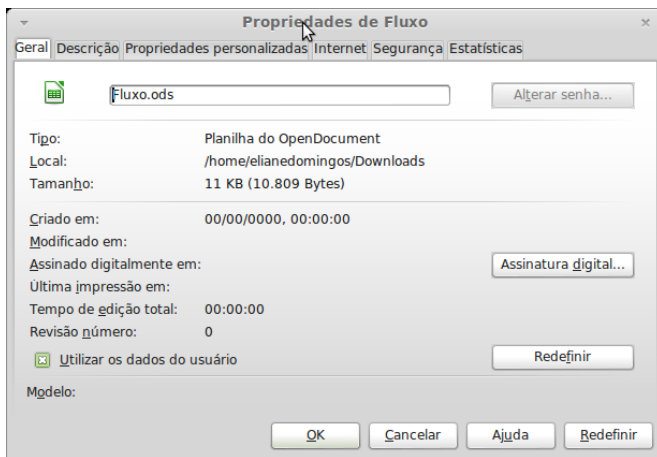 Propriedades de Fluxo
Geral Descrição Propriedades personalizadas Internet Segurança Estatísticas
Fluxo.ods Alterar senha...
Tipo: Planilha do OpenDocument
Local: /home/elianedomingos/Downloads
Tamanho: 11 KB (10.809 Bytes)
Criado em: 00/00/0000, 00:00:00
Modificado em:
Assinado digitalmente em: Assinatura digital...
Última impressão em:
Tempo de edição total: 00:00:00
Revisão número: 0
Utilizar os dados do usuário Redefinir
Modelo:
OK Cancelar Ajuda Redefinir